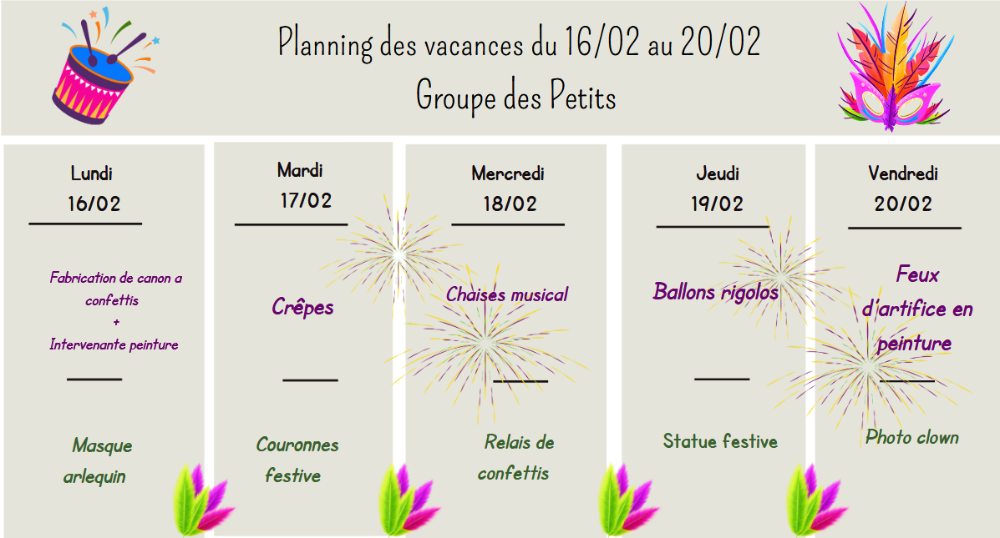 Planning des vacances du 16/02 au 20/02
Groupe des Petits
Lundi
16/02
Fabrication de canon a
confettis
+
Intervenante peinture
Masque
arlequin
Mardi
17/02
Crêpes
Couronnes
festive
Mercredi
18/02
Chaises musical
Relais de
confettis
Jeudi
19/02
Ballons rigolos
Statue festive
Vendredi
20/02
Feux
d'artifice en
peinture
Photo clown